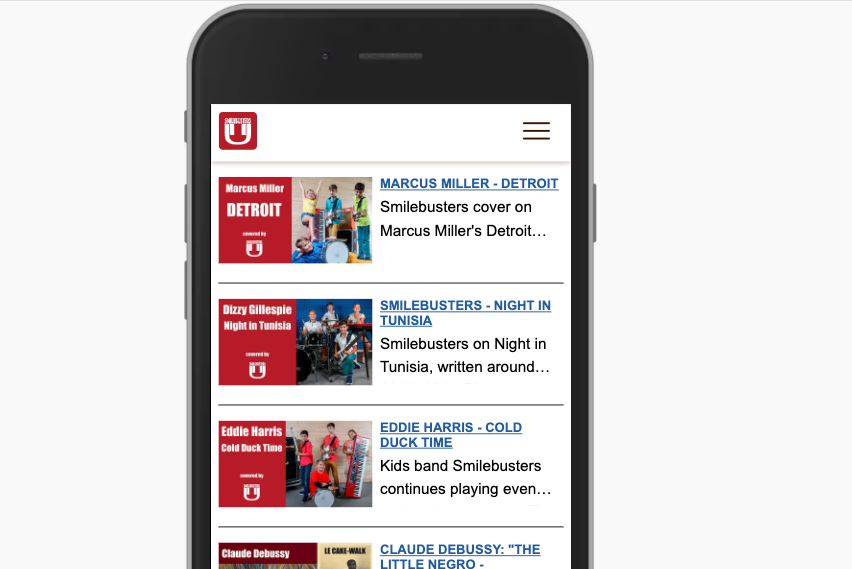 SMILEBUSTERS
Marcus Miller
DETROIT
covered by
MARCUS MILLER - DETROIT
Smilebusters cover on
Marcus Miller's Detroit…
Dizzy Gillespie
Night in Tunisia
covered by
SMILEBUSTERS - NIGHT IN
TUNISIA
Smilebusters on Night in
Tunisia, written around…
Eddie Harris
Cold Duck Time
covered by
EDDIE HARRIS - COLD
DUCK TIME
Kids band Smilebusters
continues playing even…
Claude Debussy
LE CAKE-WALK
CLAUDE DEBUSSY: "THE
LITTLE NEGRO -